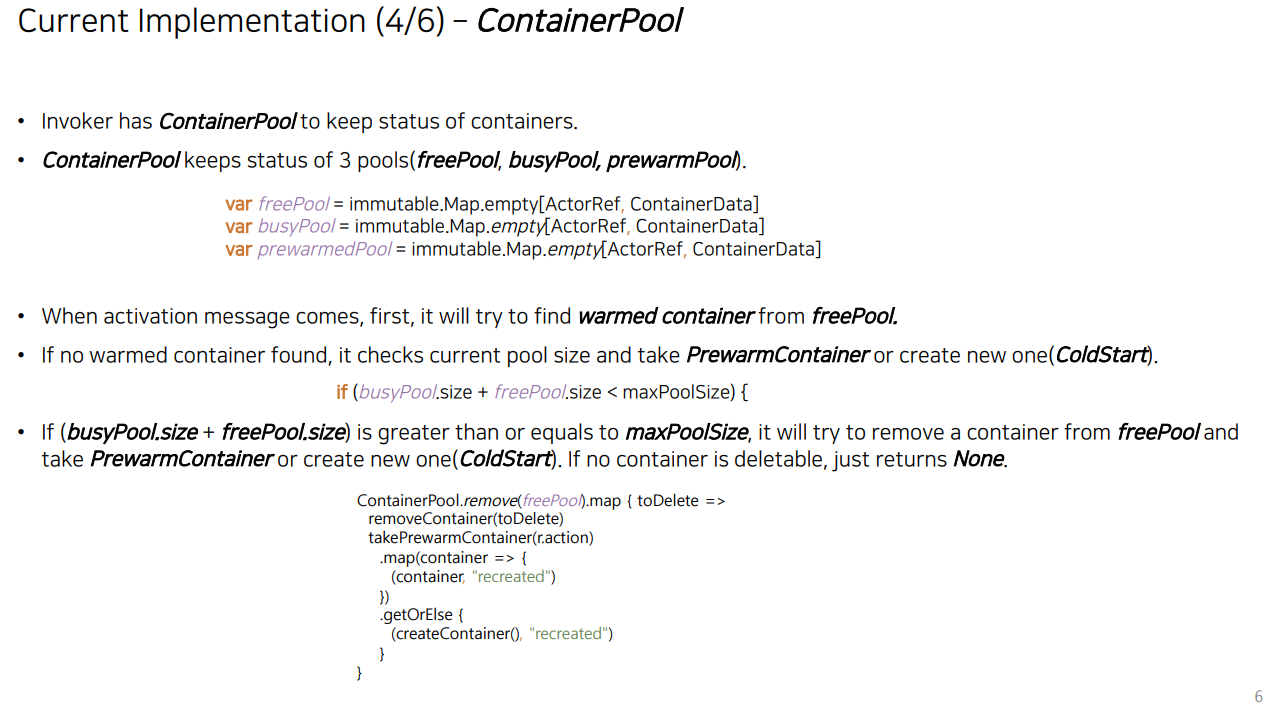 Current Implementation (4/6) – ContainerPool
• Invoker has ContainerPool to keep status of containers.
• ContainerPool keeps status of 3 pools(freePool, busyPool, prewarmPool).
var freePool = immutable.Map.empty[ActorRef, ContainerData]
var busyPool = immutable.Map.empty[ActorRef, ContainerData]
var prewarmedPool = immutable.Map.empty[ActorRef, ContainerData]
• When activation message comes, first, it will try to find warmed container from freePool.
• If no warmed container found, it checks current pool size and take PrewarmContainer or create new one(ColdStart).
if (busyPool.size + freePool.size < maxPoolSize) {
• If (busyPool.size + freePool.size) is greater than or equals to maxPoolSize, it will try to remove a container from freePool and
take PrewarmContainer or create new one(ColdStart). If no container is deletable, just returns None.
ContainerPool.remove(freePool).map { toDelete =>
removeContainer(toDelete)
takePrewarmContainer(r.action)
.map(container => {
(container, "recreated")
})
.getOrElse {
(createContainer(), "recreated")
}
}
6